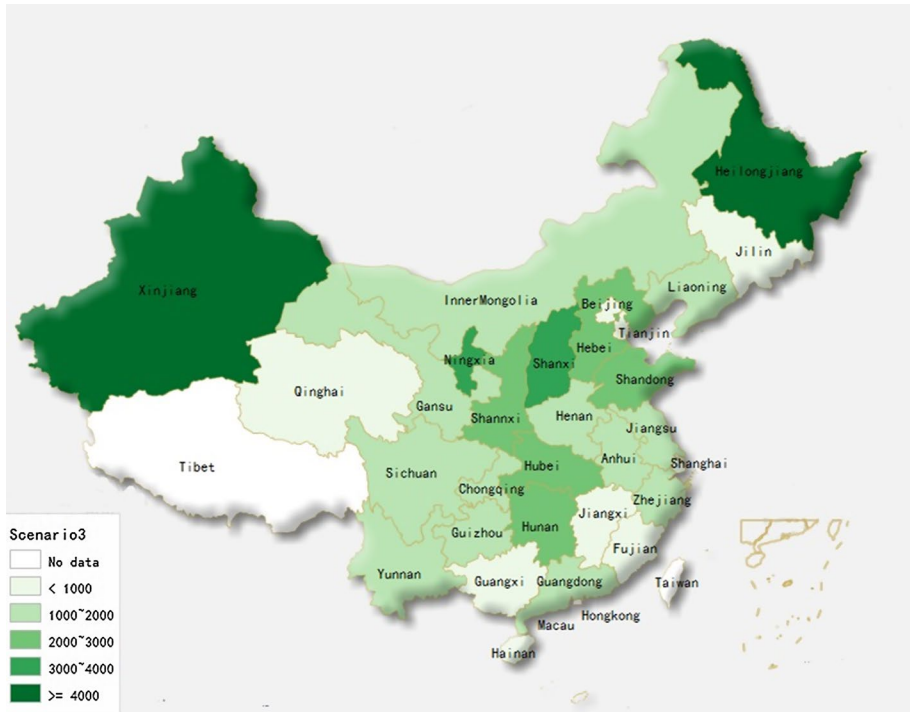 Heilongjiang
Jilin
Xinjiang
InnerMongolia
Liaoning
Beijing
Tianjin
Hebei
Ningxia
Shanxi
Shandong
Qinghai
Gansu
Shannxi
Henan
Jiangsu
Tibet
Sichuan
Hubei
Anhui
Shanghai
Chongqing
Zhejiang
Jiangxi
Hunan
Guizhou
Fujian
Yunnan
Guangxi
Guangdong
Taiwan
Hongkong
Macau
Hainan
Scenario3
No data
< 1000
1000~2000
2000~3000
3000~4000
>= 4000